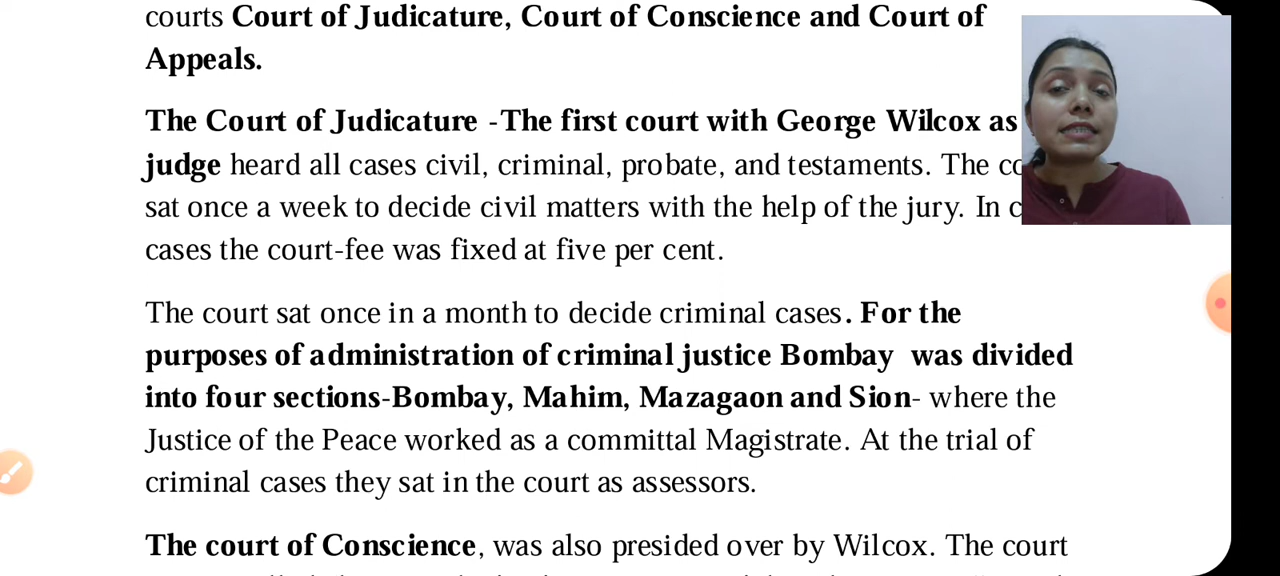 courts Court of Judicature, Court of Conscience and Court of
Appeals.
The Court of Judicature -The first court with George Wilcox as
judge heard all cases civil, criminal, probate, and testaments. The
sat once a week to decide civil matters with the help of the jury. In
cases the court-fee was fixed at five per cent.
The court sat once in a month to decide criminal cases. For the
purposes of administration of criminal justice Bombay was divided
into four sections-Bombay, Mahim, Mazagaon and Sion- where the
Justice of the Peace worked as a committal Magistrate. At the trial of
criminal cases they sat in the court as assessors.
The court of Conscience, was also presided over by Wilcox. The court